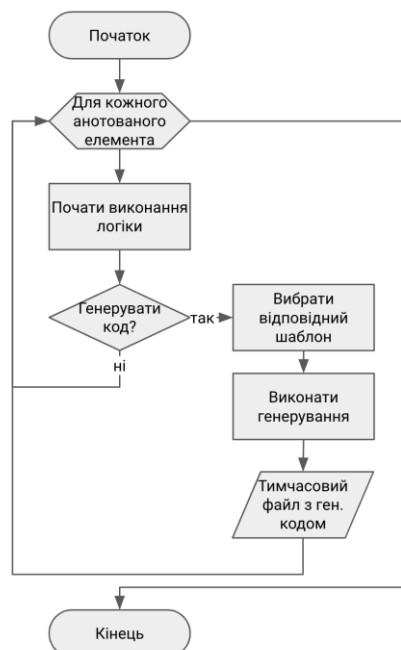 Початок
Для кожного
анотованого
елемента
Почати виконання
логіки
Генерувати
код?
так
ні
Вибрати
відповідний
шаблон
Виконати
генерування
Тимчасовий
файл з ген.
кодом
Кінець